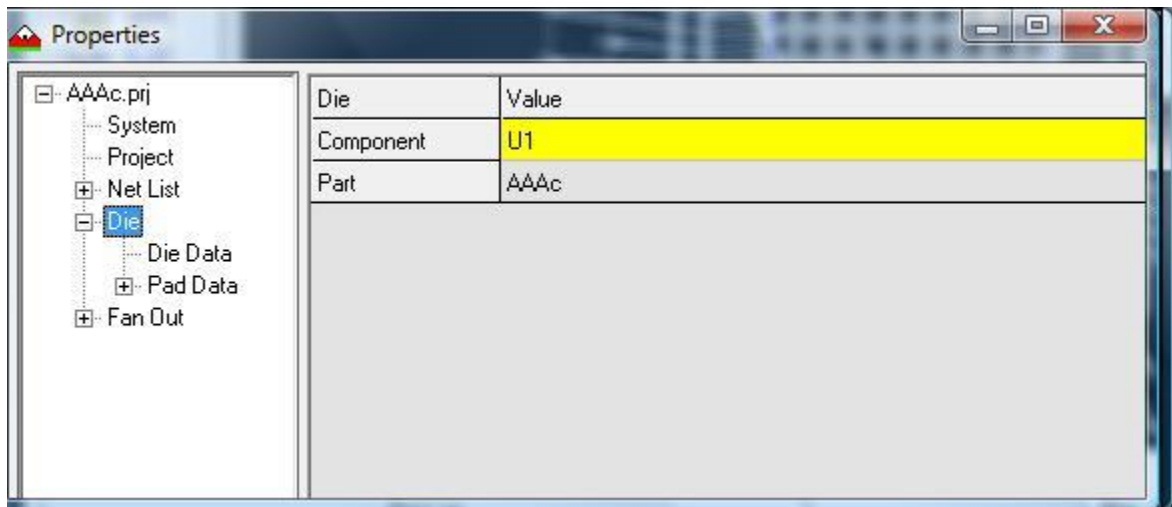 Properties
AAAc.prj
System
Project
Net List
Die
Die Data
Pad Data
Fan Out
Die Value
Component U1
Part AAAc